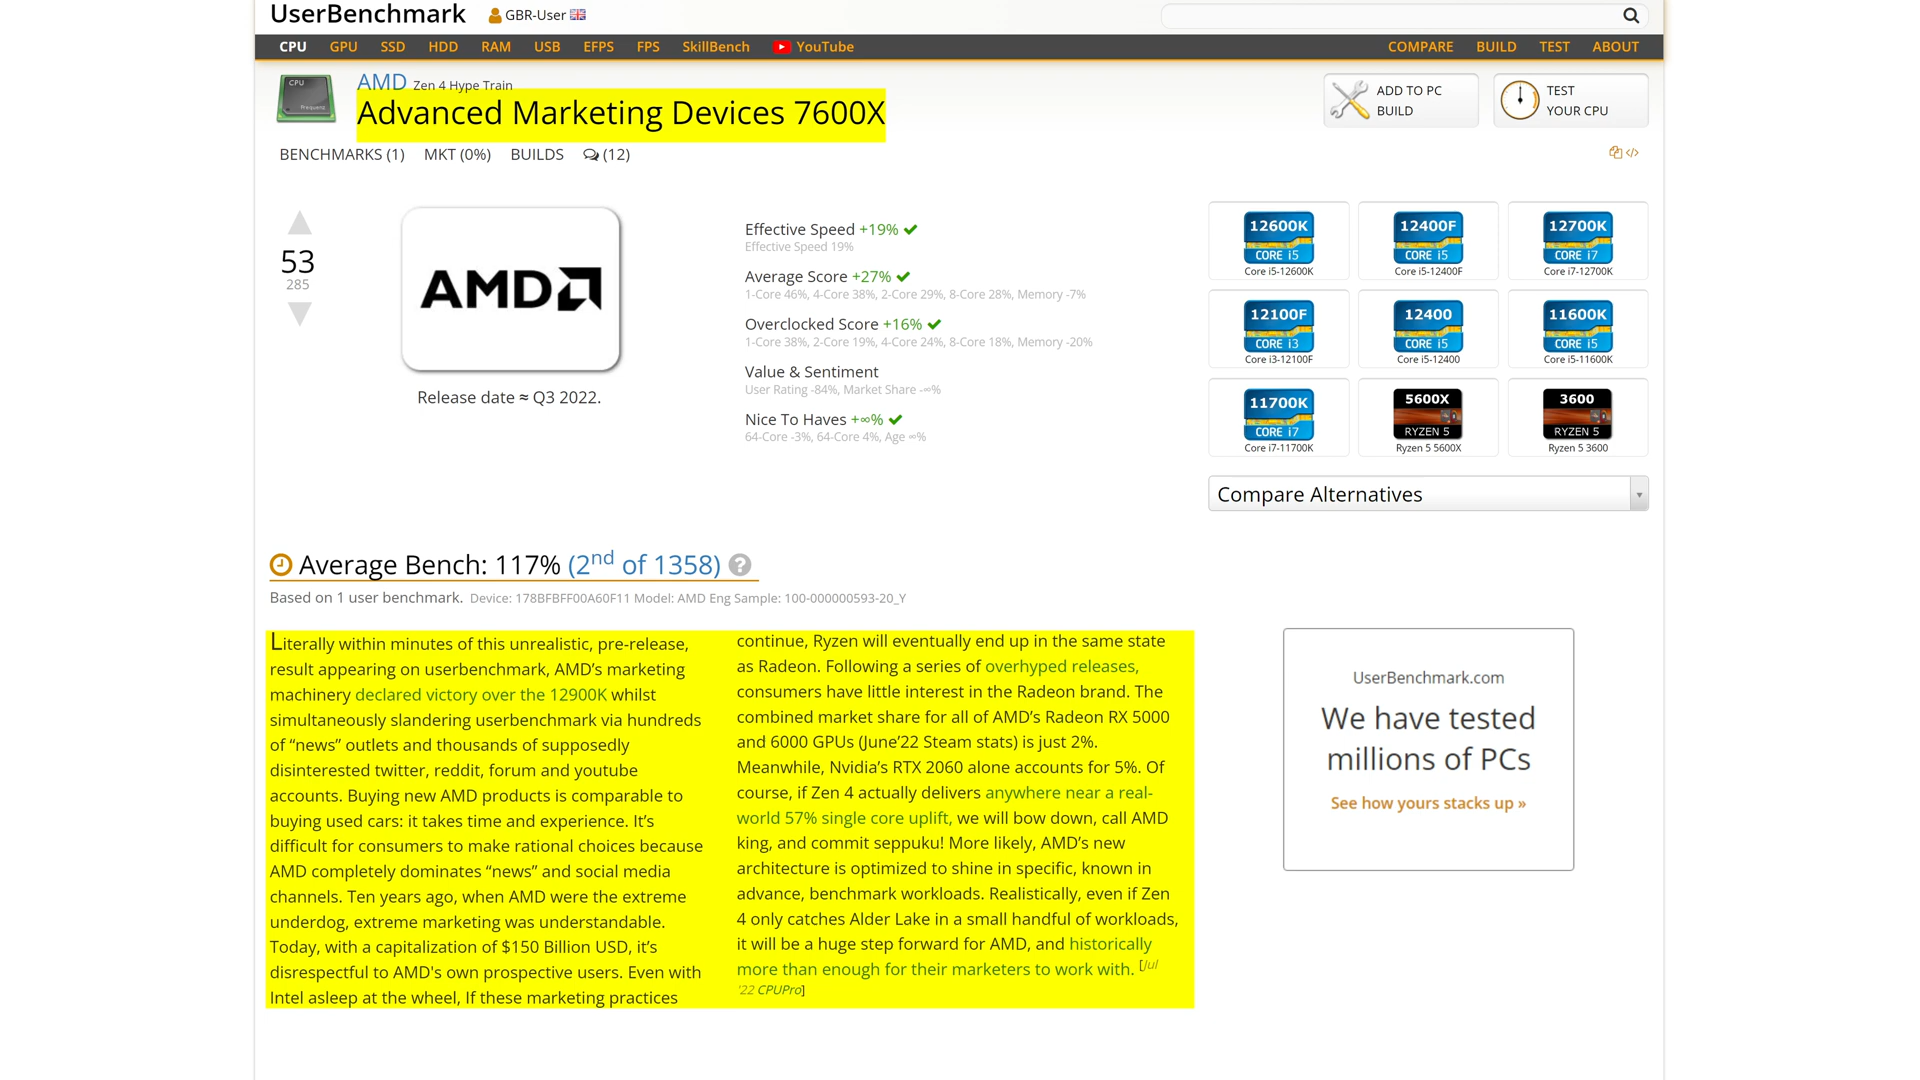 UserBenchmark
GBR-User
CPU GPU SSD HDD RAM USB EFPS FPS SkillBench YouTube
COMPARE BUILD TEST ABOUT
CPU
Frequenc
AMD Zen 4 Hype Train
Advanced Marketing Devices 7600X
ADD TO PC
BUILD
TEST
YOUR CPU
BENCHMARKS (1) MKT (0%) BUILDS (12)
53
285
AMD
Release date ≈ Q3 2022.
Effective Speed +19%
Effective Speed 19%
Average Score +27%
1-Core 46%, 4-Core 38%, 2-Core 29%, 8-Core 28%, Memory -7%
Overclocked Score +16%
1-Core 38%, 2-Core 19%, 4-Core 24%, 8-Core 18%, Memory -20%
Value & Sentiment
User Rating -84%, Market Share -∞%
Nice To Haves +∞%
64-Core -3%, 64-Core 4%, Age ∞%
12600K
CORE i5
Core i5-12600K
12400F
CORE i5
Core i5-12400F
12700K
CORE i7
Core i7-12700K
12100F
CORE i3
Core i3-12100F
12400
CORE i5
Core i5-12400
11600K
CORE i5
Core i5-11600K
11700K
CORE i7
Core i7-11700K
5600X
RYZEN 5
Ryzen 5 5600X
3600
RYZEN 5
Ryzen 5 3600
Compare Alternatives
Average Bench: 117% (2nd of 1358) ?
Based on 1 user benchmark. Device: 178BFBFF00A60F11 Model: AMD Eng Sample: 100-000000593-20_Y
Literally within minutes of this unrealistic, pre-release,
result appearing on userbenchmark, AMD’s marketing
machinery declared victory over the 12900K whilst
simultaneously slandering userbenchmark via hundreds
of “news” outlets and thousands of supposedly
disinterested twitter, reddit, forum and youtube
accounts. Buying new AMD products is comparable to
buying used cars: it takes time and experience. It’s
difficult for consumers to make rational choices because
AMD completely dominates “news” and social media
channels. Ten years ago, when AMD were the extreme
underdog, extreme marketing was understandable.
Today, with a capitalization of $150 Billion USD, it’s
disrespectful to AMD's own prospective users. Even with
Intel asleep at the wheel, If these marketing practices
continue, Ryzen will eventually end up in the same state
as Radeon. Following a series of overhyped releases,
consumers have little interest in the Radeon brand. The
combined market share for all of AMD’s Radeon RX 5000
and 6000 GPUs (June’22 Steam stats) is just 2%.
Meanwhile, Nvidia’s RTX 2060 alone accounts for 5%. Of
course, if Zen 4 actually delivers anywhere near a real-
world 57% single core uplift, we will bow down, call AMD
king, and commit seppuku! More likely, AMD’s new
architecture is optimized to shine in specific, known in
advance, benchmark workloads. Realistically, even if Zen
4 only catches Alder Lake in a small handful of workloads,
it will be a huge step forward for AMD, and historically
more than enough for their marketers to work with. [Jul
'22 CPUPro]
UserBenchmark.com
We have tested
millions of PCs
See how yours stacks up »